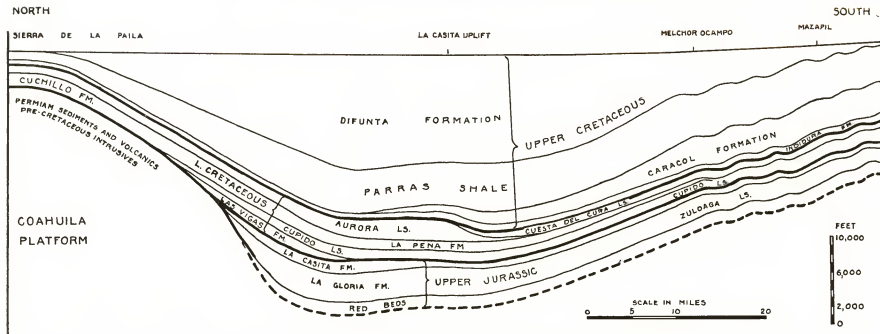 NORTH
SOUTH
SIERRA DE LA PAILA
LA CASITA UPLIFT
MELCHOR OCAMPO
MAZAPIL
CUCHILLO FM.
PERMIAM SEDIMENTS AND VOLCANICS
PRE-CRETACEOUS INTRUSIVES
COAHUILA
PLATFORM
DIFUNTA FORMATION
UPPER CRETACEOUS
PARRAS SHALE
CARACOL FORMATION
INDIDURA FM.
L. CRETACEOUS
AURORA LS.
CUESTA DEL CURA LS.
CUPIDO LS.
LAS VIGAS
FM.
CUPIDO LS.
LA PENA FM
ZULOAGA LS.
LA CASITA FM.
LA GLORIA FM.
UPPER JURASSIC
RED BEDS
SCALE IN MILES
0 5 10 20
FEET
10,000
6,000
2,000
0